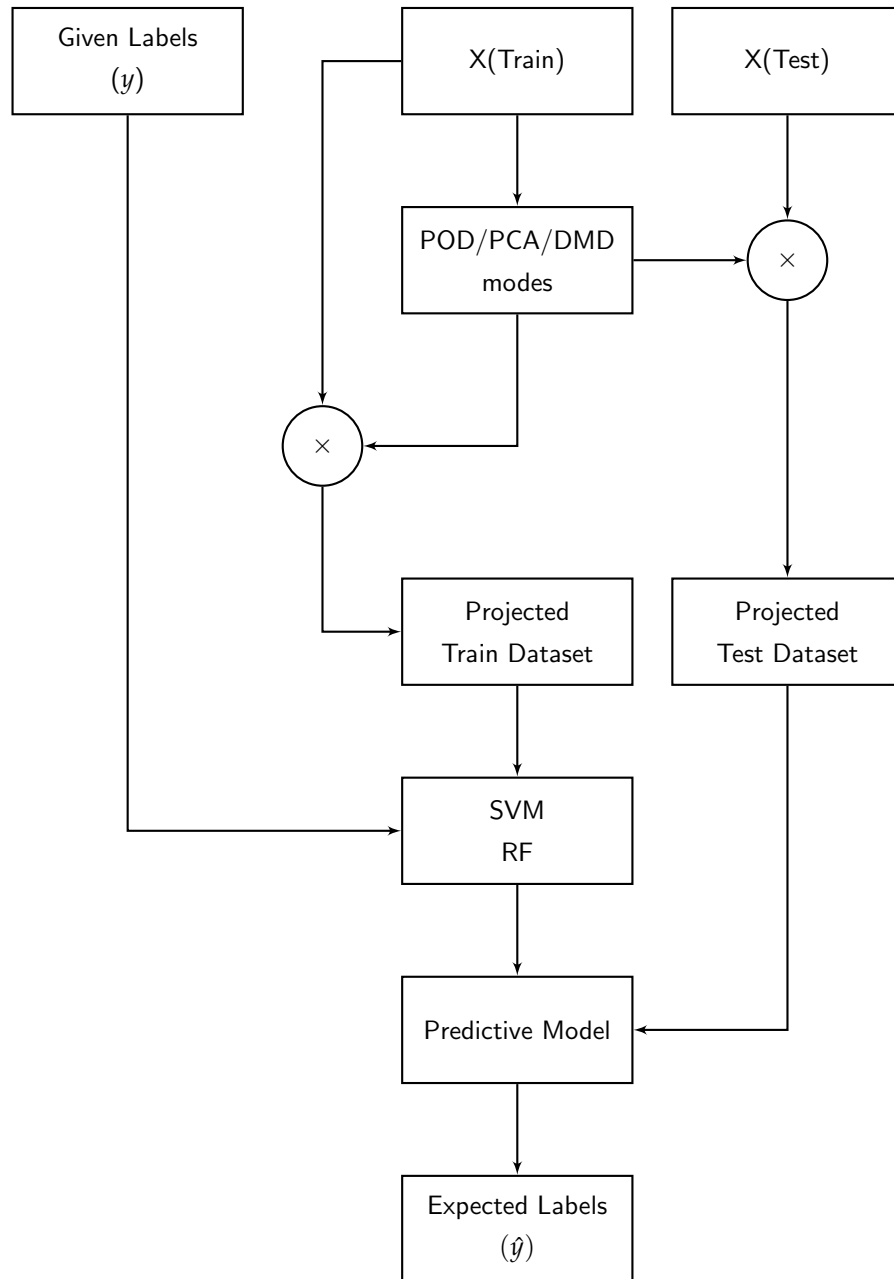 Given Labels
(y)
X(Train)
X(Test)
POD/PCA/DMD
modes
×
×
Projected
Train Dataset
Projected
Test Dataset
SVM
RF
Predictive Model
Expected Labels
(ŷ)